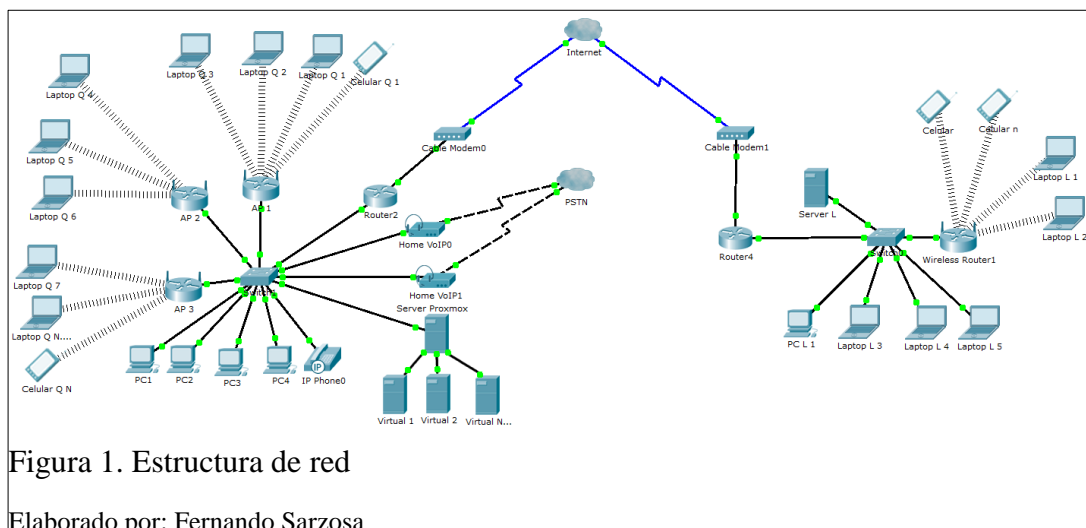 Internet
Laptop Q 3
Laptop Q 2
Laptop Q 1
Celular Q 1
Laptop Q 4
Cable Modem0
Cable Modem1
Celular
Celular n
Laptop Q 5
Laptop L 1
AP 2
AP 1
Router2
PSTN
Laptop Q 6
Server L
Laptop L 2
Home VoIP0
Router4
Switch0
Wireless Router1
Laptop Q 7
AP 3
Switch1
Home VoIP1
Server Proxmox
Laptop Q N....
PC L 1
Laptop L 3
Laptop L 4
Laptop L 5
PC1
PC2
PC3
PC4
IP
IP Phone0
Celular Q N
Virtual 1
Virtual 2
Virtual N...
Figura 1. Estructura de red
Elaborado por: Fernando Sarzosa